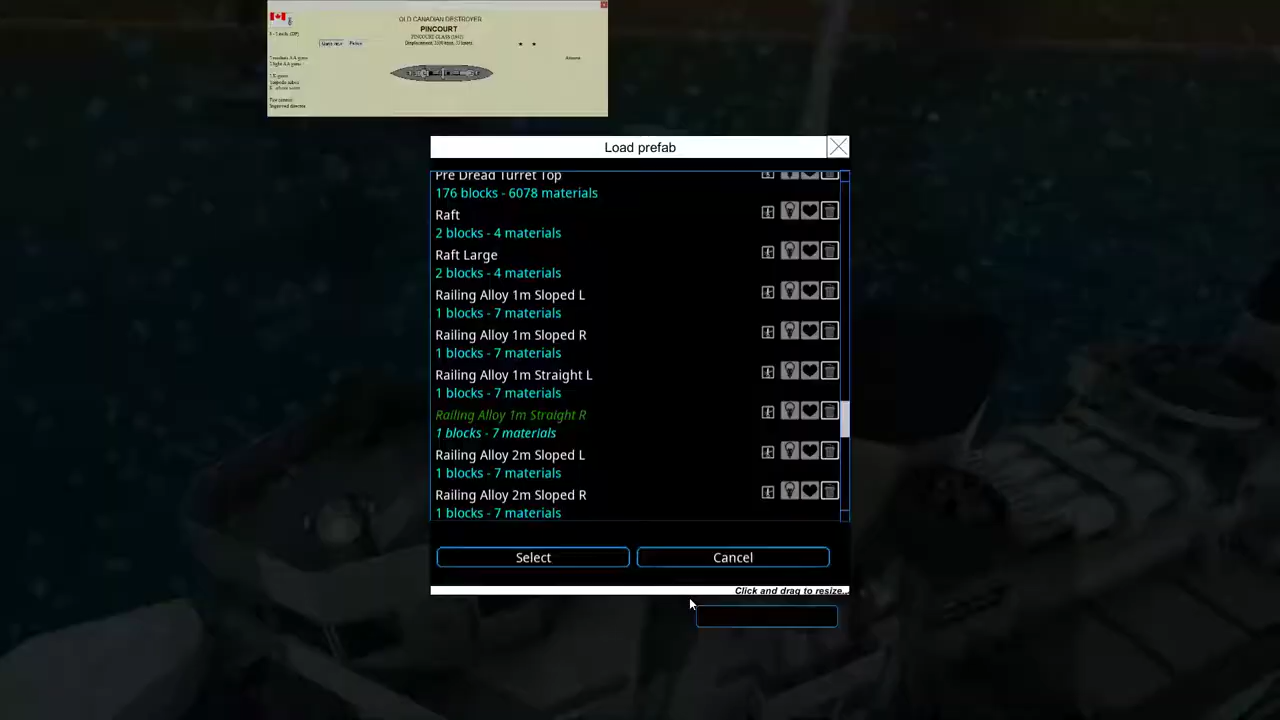 OLD CANADIAN DESTROYER
PINCOURT
Load prefab
Pre Dread Turret Top
176 blocks - 6078 materials
Raft
2 blocks - 4 materials
Raft Large
2 blocks - 4 materials
Railing Alloy 1m Sloped L
1 blocks - 7 materials
Railing Alloy 1m Sloped R
1 blocks - 7 materials
Railing Alloy 1m Straight L
1 blocks - 7 materials
Railing Alloy 1m Straight R
1 blocks - 7 materials
Railing Alloy 2m Sloped L
1 blocks - 7 materials
Railing Alloy 2m Sloped R
1 blocks - 7 materials
Select
Cancel
Click and drag to resize..